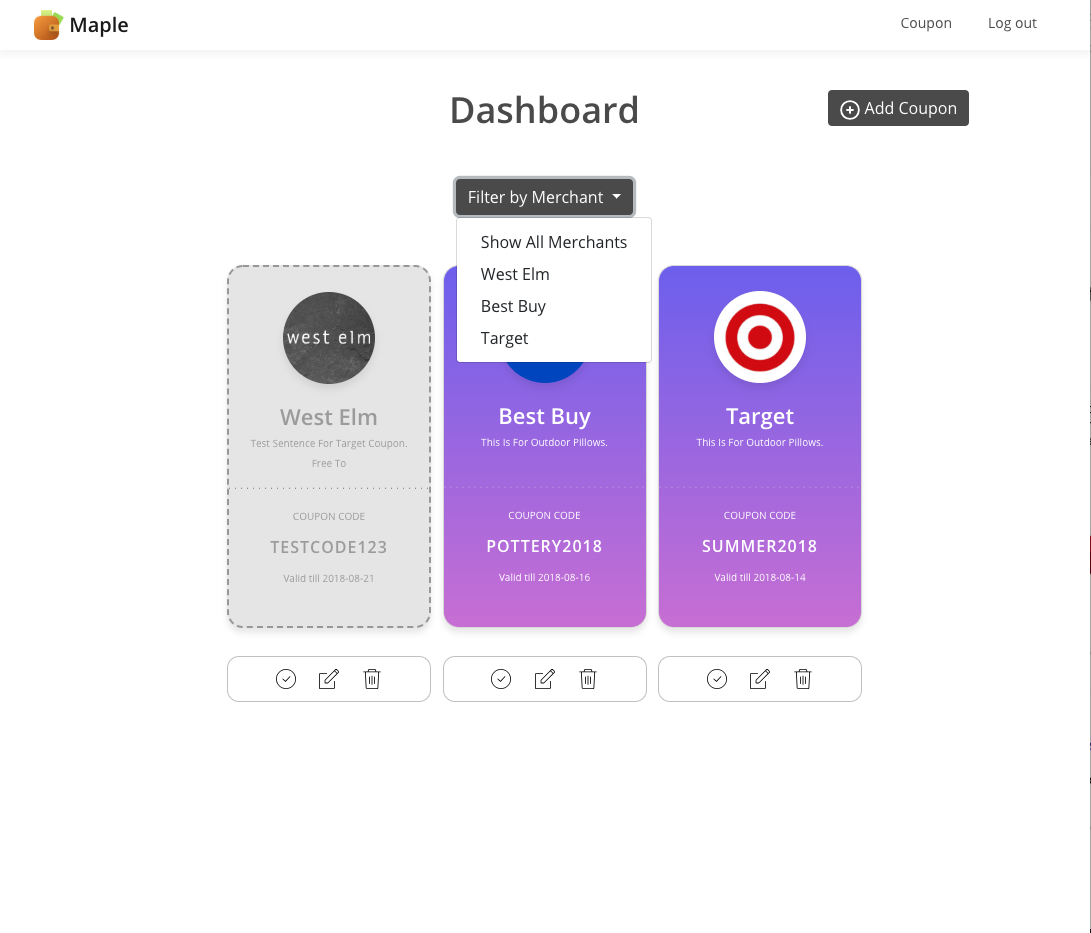 Maple
Coupon
Log out
Dashboard
Add Coupon
Filter by Merchant
Show All Merchants
West Elm
Best Buy
Target
west elm
West Elm
Test Sentence For Target Coupon.
Free To
COUPON CODE
TESTCODE123
Valid till 2018-08-21
Best Buy
This Is For Outdoor Pillows.
COUPON CODE
POTTERY2018
Valid till 2018-08-16
Target
This Is For Outdoor Pillows.
COUPON CODE
SUMMER2018
Valid till 2018-08-14